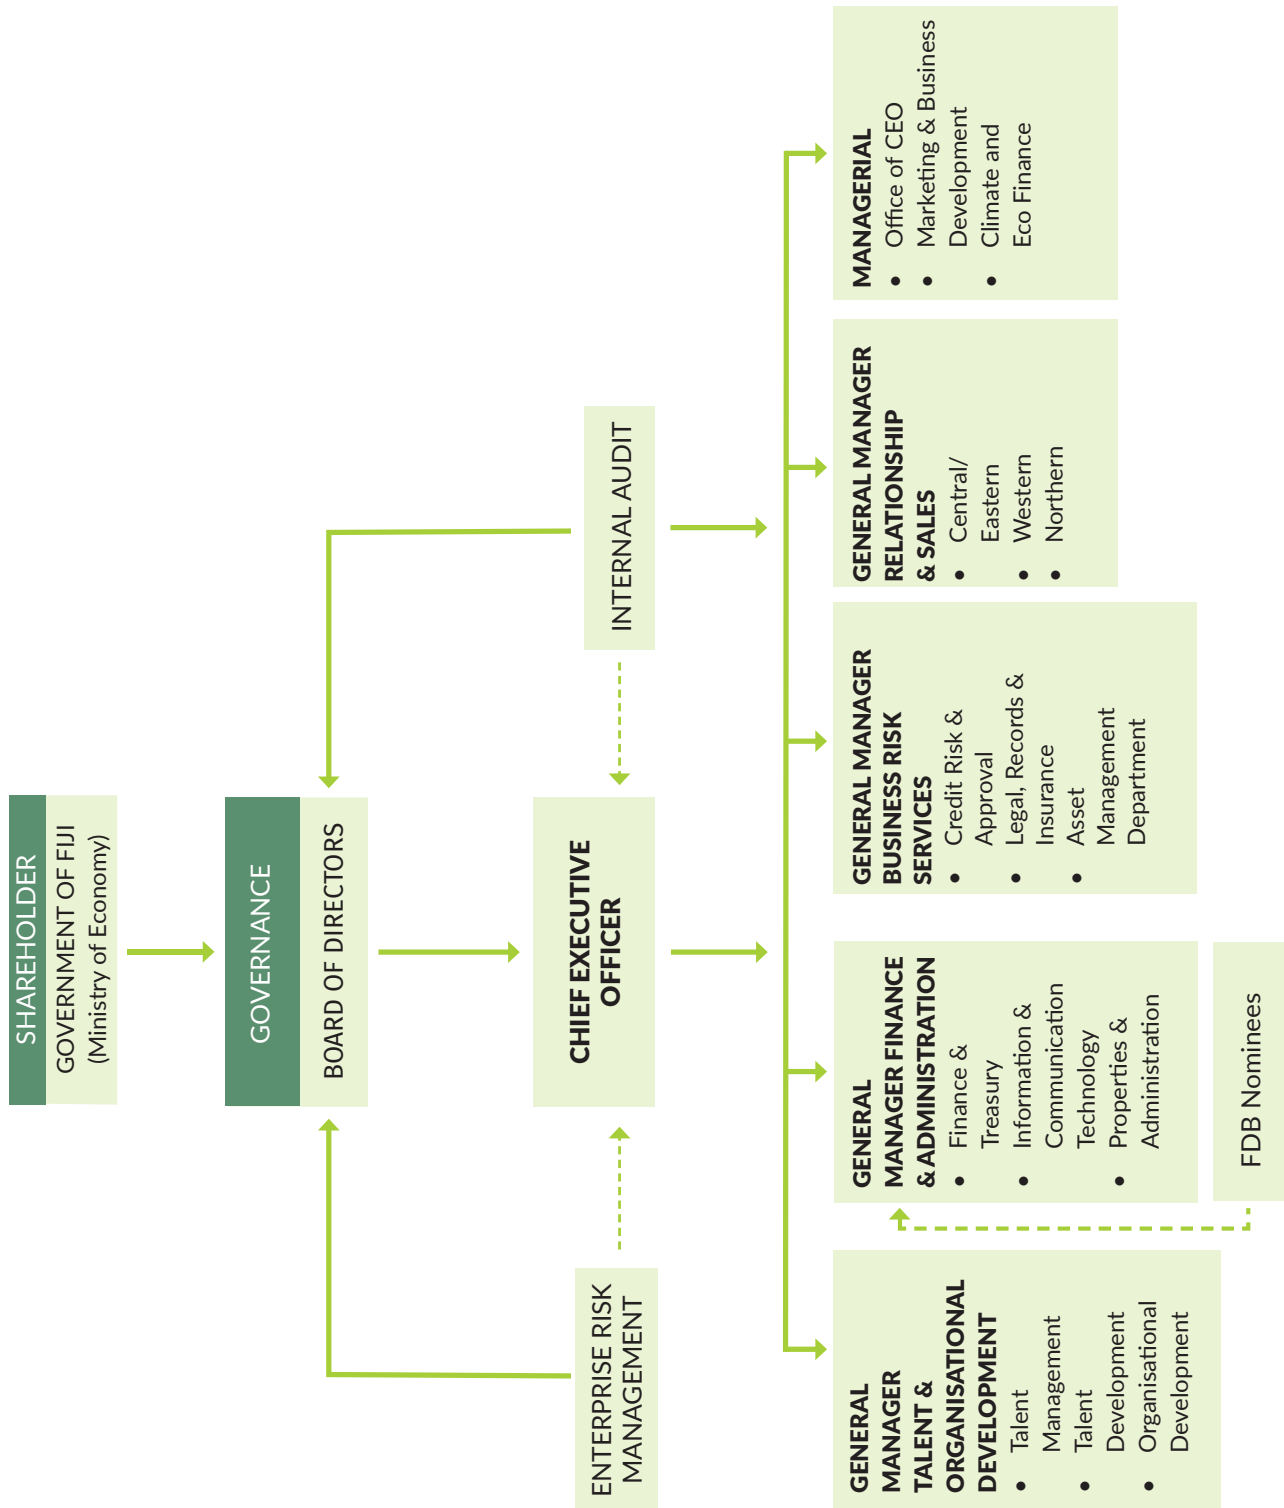 SHAREHOLDER
GOVERNMENT OF FIJI
(Ministry of Economy)
GOVERNANCE
BOARD OF DIRECTORS
ENTERPRISE RISK
MANAGEMENT
CHIEF EXECUTIVE
OFFICER
INTERNAL AUDIT
GENERAL
MANAGER
TALENT &
ORGANISATIONAL
DEVELOPMENT
• Talent
Management
• Talent
Development
• Organisational
Development
GENERAL
MANAGER FINANCE
& ADMINISTRATION
• Finance &
Treasury
• Information &
Communication
Technology
• Properties &
Administration
FDB Nominees
GENERAL MANAGER
BUSINESS RISK
SERVICES
• Credit Risk &
Approval
• Legal, Records &
Insurance
• Asset
Management
Department
GENERAL MANAGER
RELATIONSHIP
& SALES
• Central/
Eastern
• Western
• Northern
MANAGERIAL
• Office of CEO
• Marketing & Business
Development
• Climate and
Eco Finance